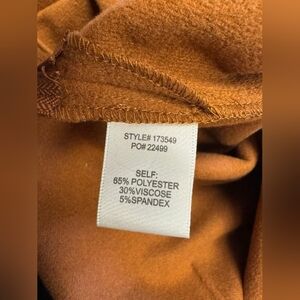 STYLE# 173549
PO# 22499
SELF:
65% POLYESTER
30%VISCOSE
5%SPANDEX